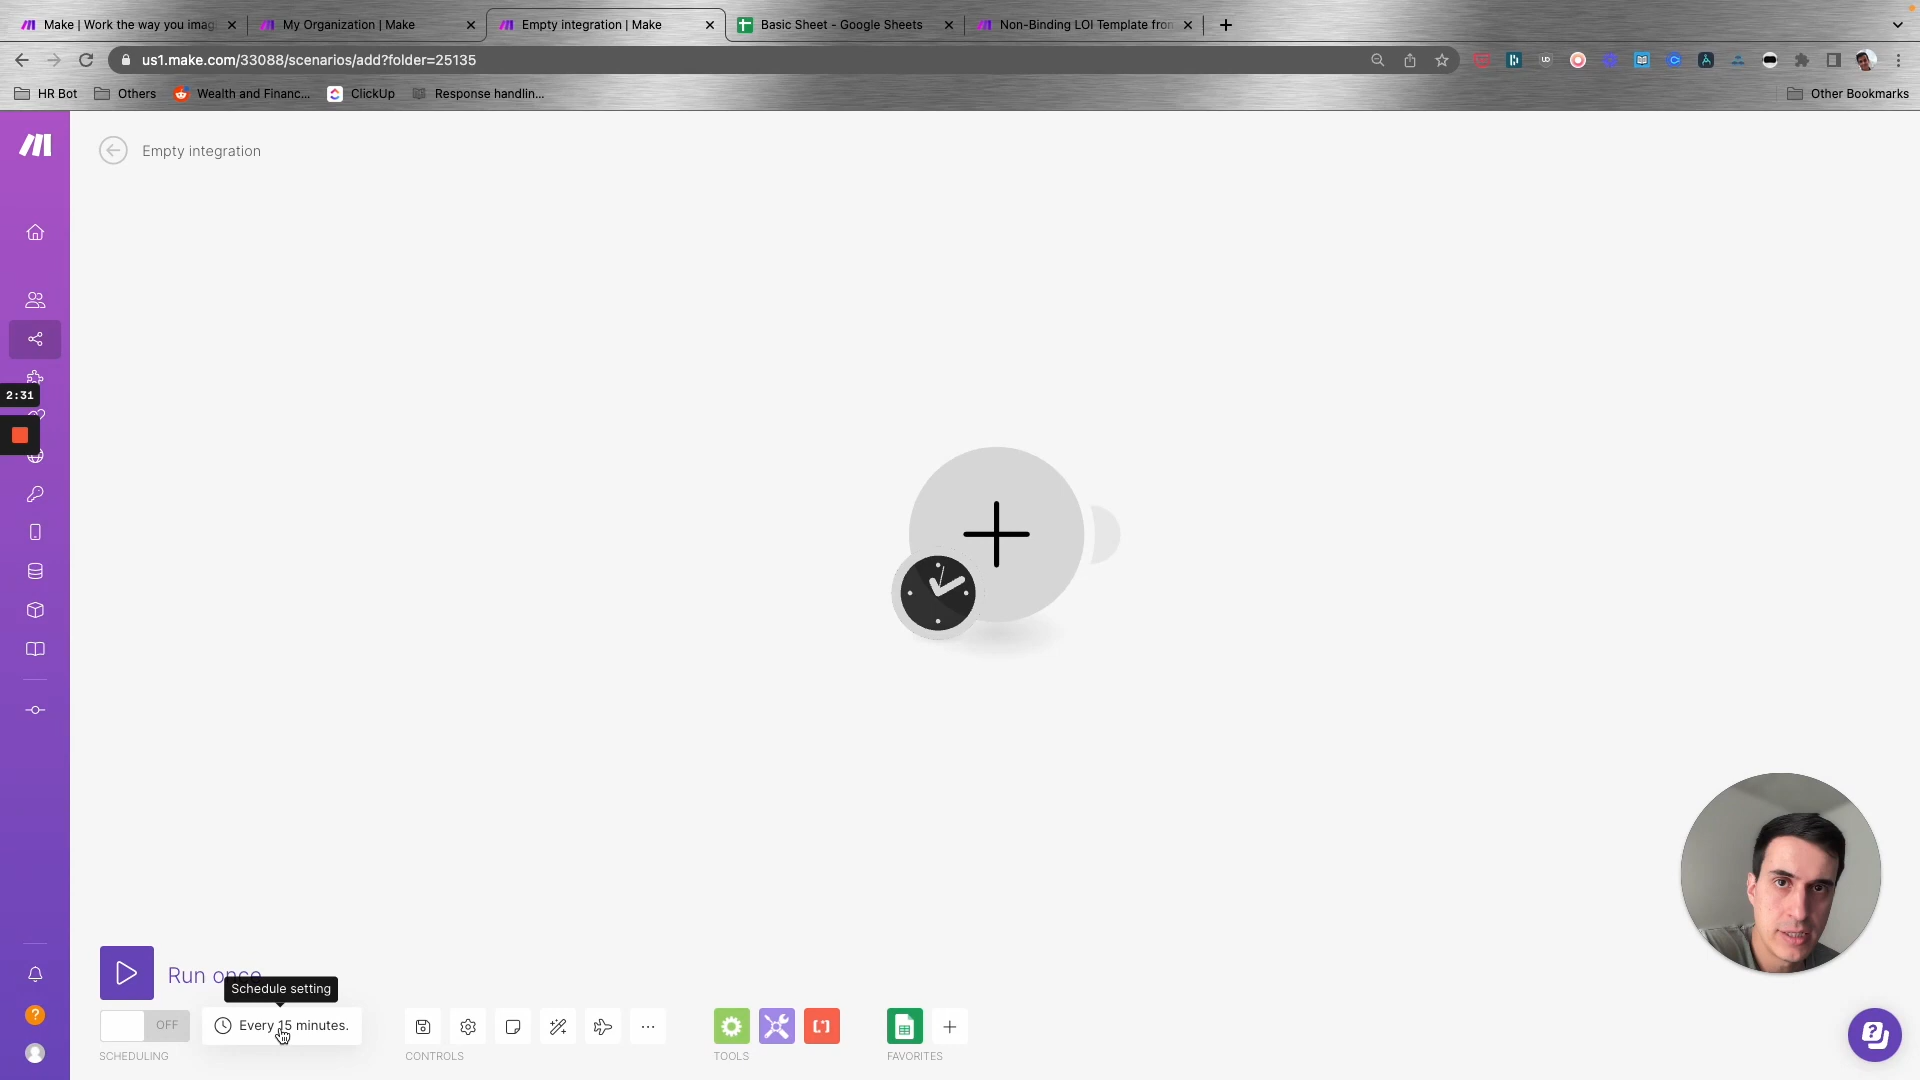 Make | Work the way you imag
My Organization | Make
Empty integration | Make
Basic Sheet - Google Sheets
Non-Binding LOI Template fron
us1.make.com/33088/scenarios/add?folder=25135
HR Bot
Others
Wealth and Financ...
ClickUp
Response handlin...
Other Bookmarks
Empty integration
2:31
Run once
Schedule setting
OFF
Every 15 minutes.
SCHEDULING
CONTROLS
TOOLS
FAVORITES